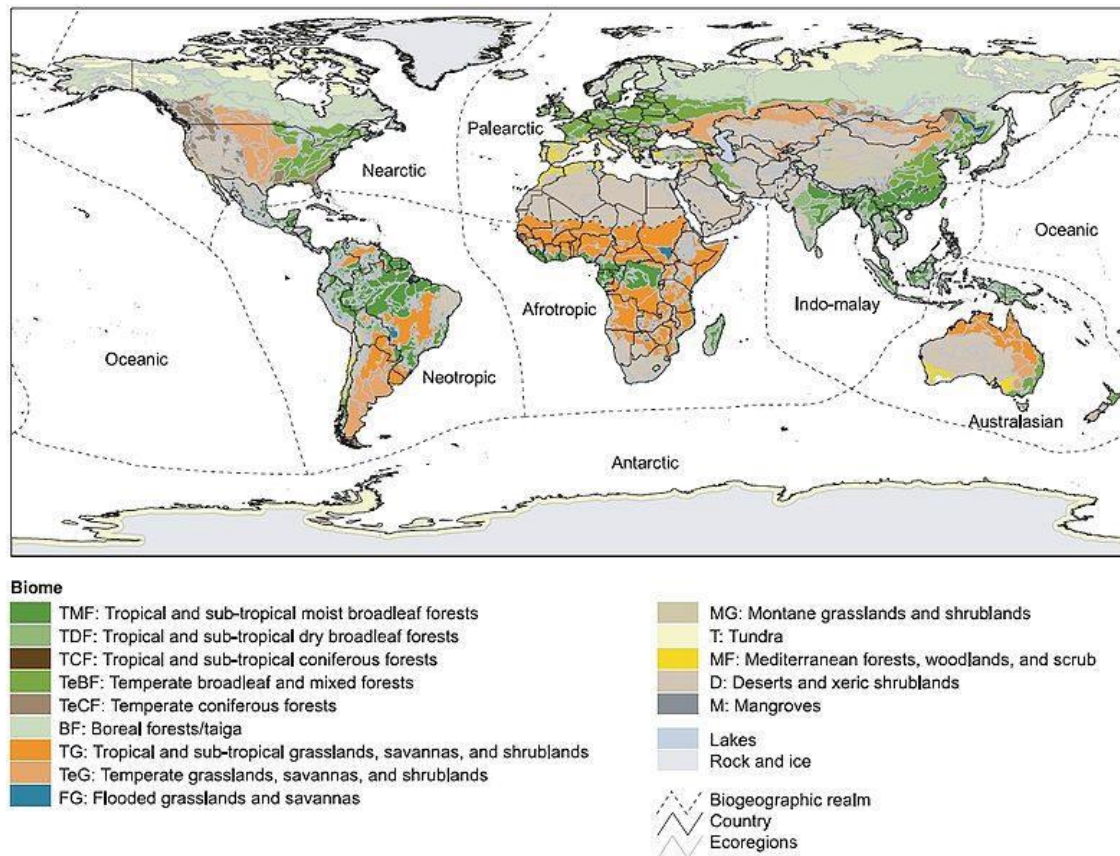 Palearctic
Nearctic
Oceanic
Afrotropic
Indo-malay
Oceanic
Neotropic
Australasian
Antarctic
Biome
TMF: Tropical and sub-tropical moist broadleaf forests
TDF: Tropical and sub-tropical dry broadleaf forests
TCF: Tropical and sub-tropical coniferous forests
TeBF: Temperate broadleaf and mixed forests
TeCF: Temperate coniferous forests
BF: Boreal forests/taiga
TG: Tropical and sub-tropical grasslands, savannas, and shrublands
TeG: Temperate grasslands, savannas, and shrublands
FG: Flooded grasslands and savannas
MG: Montane grasslands and shrublands
T: Tundra
MF: Mediterranean forests, woodlands, and scrub
D: Deserts and xeric shrublands
M: Mangroves
Lakes
Rock and ice
Biogeographic realm
Country
Ecoregions